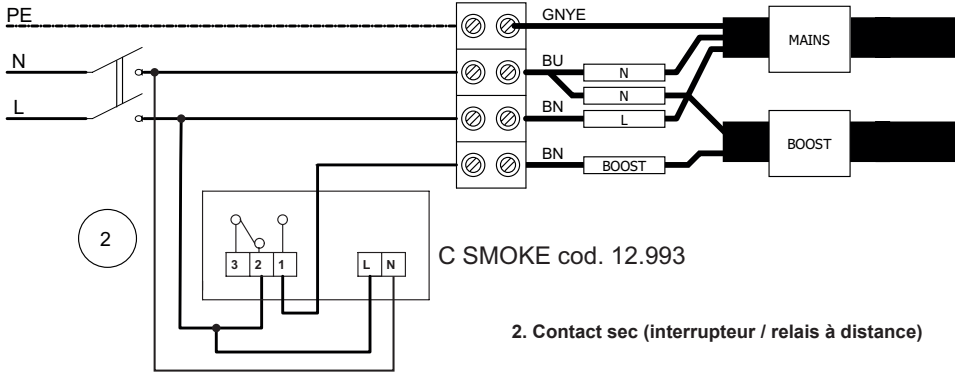 PE
GNYE
MAINS
N
BU
N
N
L
BN
L
BOOST
BN
BOOST
2
3 2 1
L N
C SMOKE cod. 12.993
2. Contact sec (interrupteur / relais à distance)